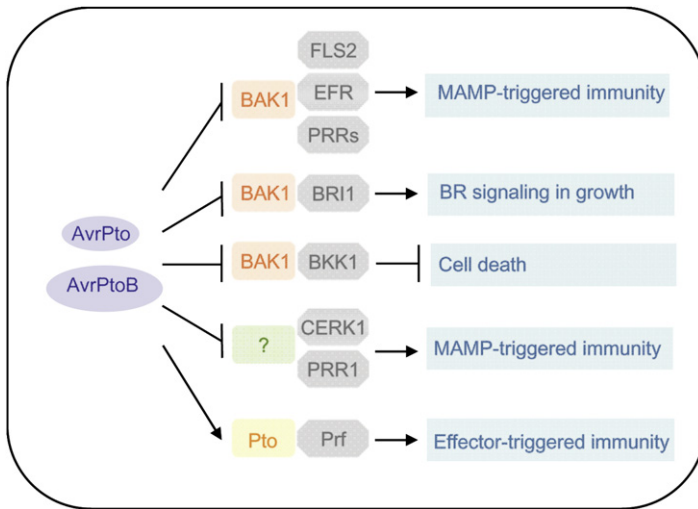 FLS2
BAK1 EFR MAMP-triggered immunity
PRRs
BAK1 BRI1 BR signaling in growth
AvrPto
BAK1 BKK1 Cell death
AvrPtoB
? CERK1
PRR1 MAMP-triggered immunity
Pto Prf Effector-triggered immunity